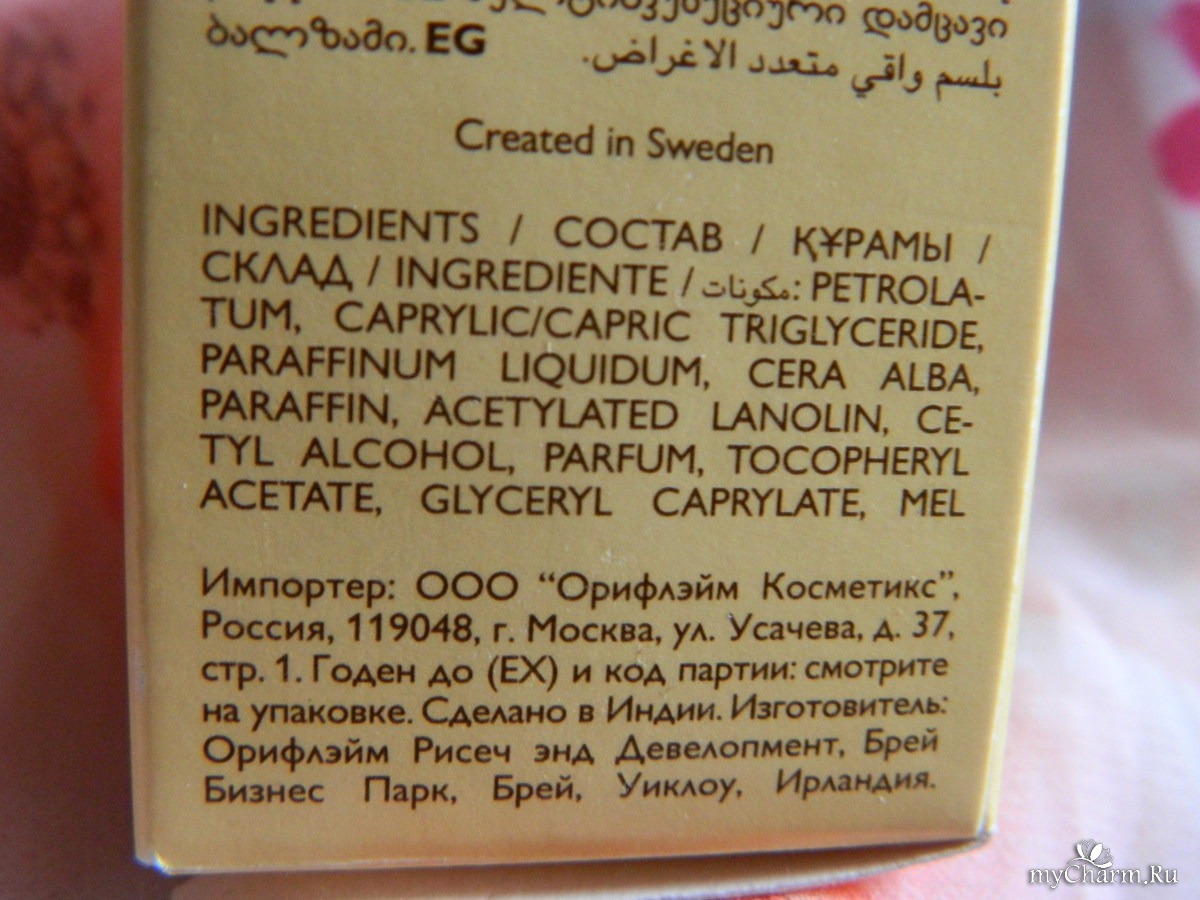 დამცავი
ბალზამი. EG بلسم واقي متعدد الاغراض.
Created in Sweden
INGREDIENTS / СОСТАВ / ҚҰРАМЫ /
СКЛАД / INGREDIENTE / مكونات: PETROLA-
TUM, CAPRYLIC/CAPRIC TRIGLYCERIDE,
PARAFFINUM LIQUIDUM, CERA ALBA,
PARAFFIN, ACETYLATED LANOLIN, CE-
TYL ALCOHOL, PARFUM, TOCOPHERYL
ACETATE, GLYCERYL CAPRYLATE, MEL
Импортер: ООО “Орифлэйм Косметикс”,
Россия, 119048, г. Москва, ул. Усачева, д. 37,
стр. 1. Годен до (EX) и код партии: смотрите
на упаковке. Сделано в Индии. Изготовитель:
Орифлэйм Рисеч энд Девелопмент, Брей
Бизнес Парк, Брей, Уиклоу, Ирландия.
myCharm.Ru